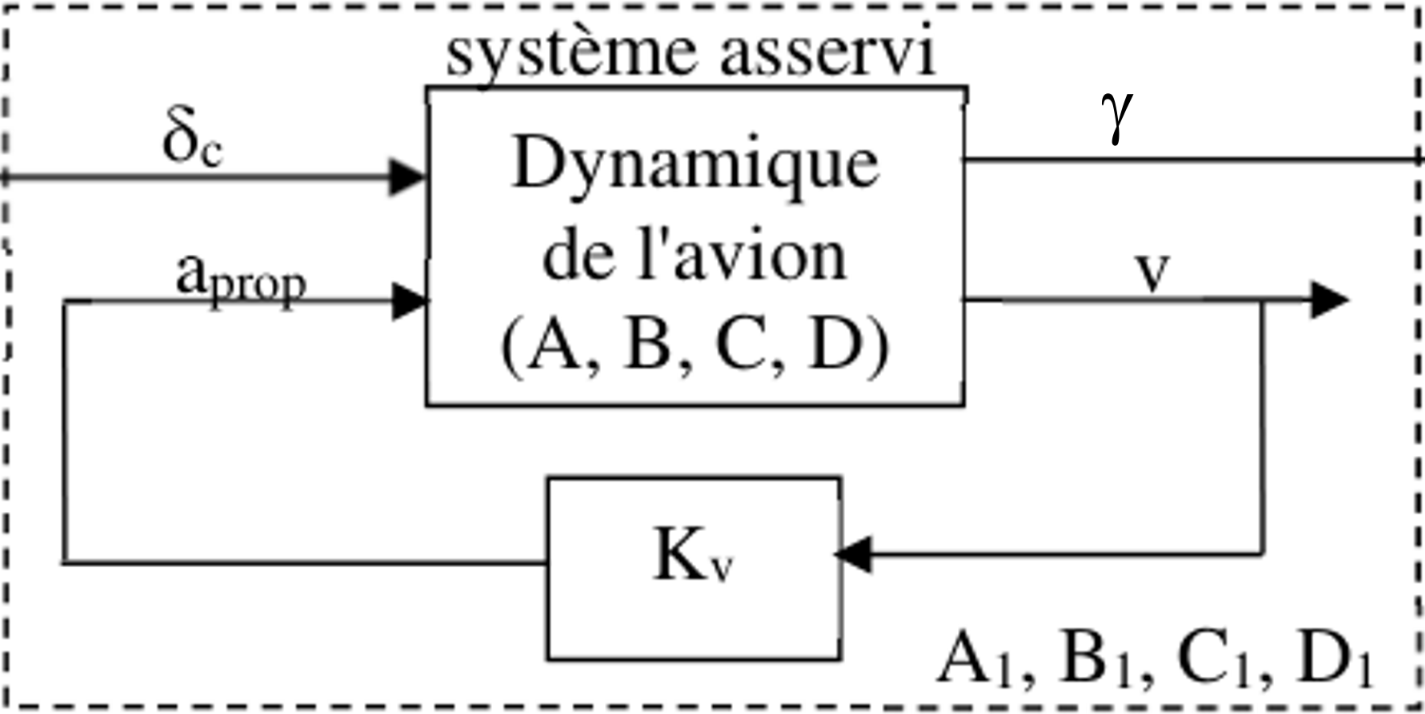 système asservi
δc
γ
Dynamique
de l'avion
(A, B, C, D)
aprop
v
Kv
A1, B1, C1, D1